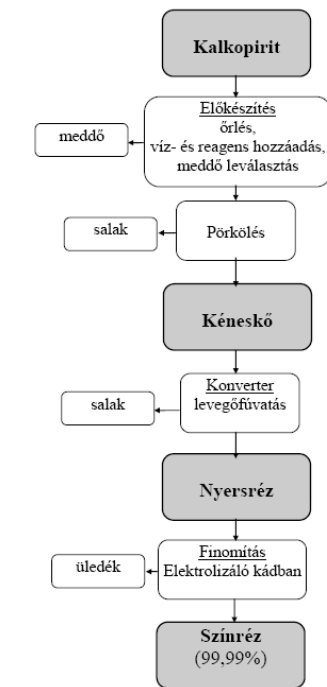 Kalkopirit
Előkészítés
őrlés,
víz- és reagens hozzáadás,
meddő leválasztás
meddő
salak
Pörkölés
Kéneskő
Konverter
levegőfúvatás
salak
Nyersréz
Finomítás
Elektrolizáló kádban
üledék
Színréz
(99,99%)